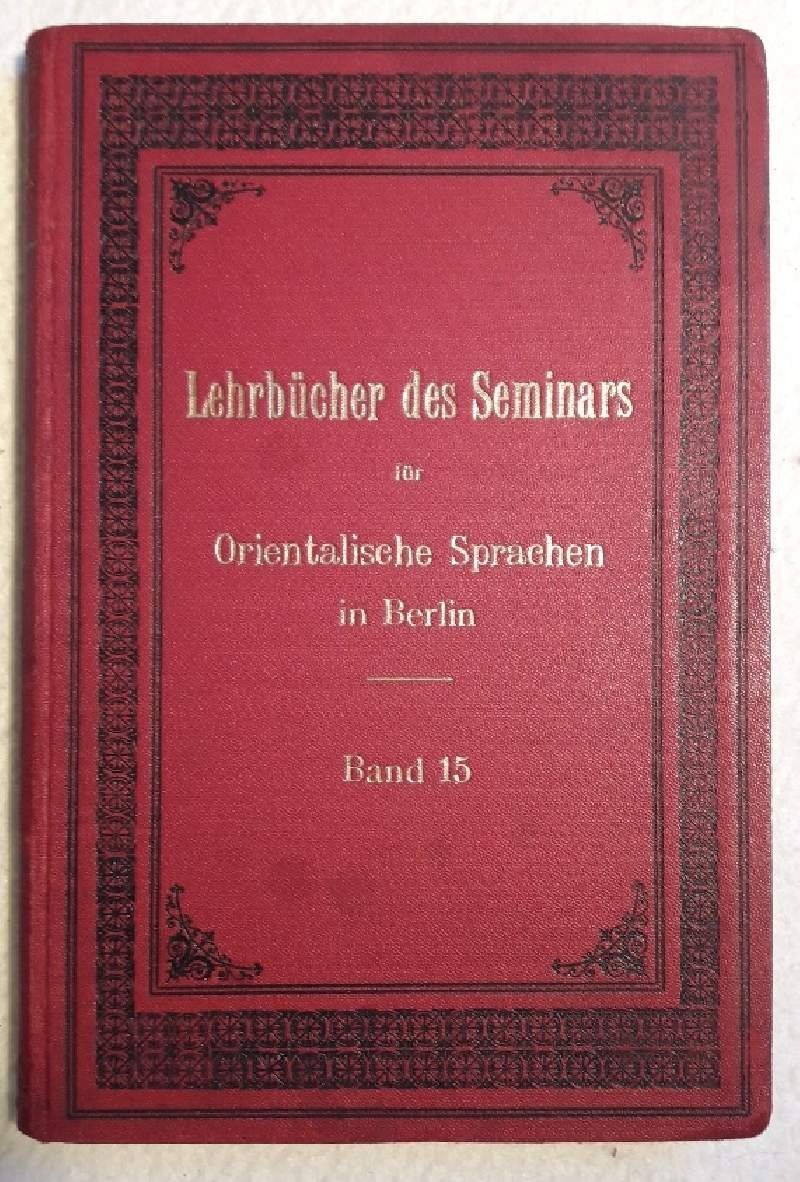 Lehrbücher des Seminars
für
Orientalische Sprachen
in Berlin
Band 15